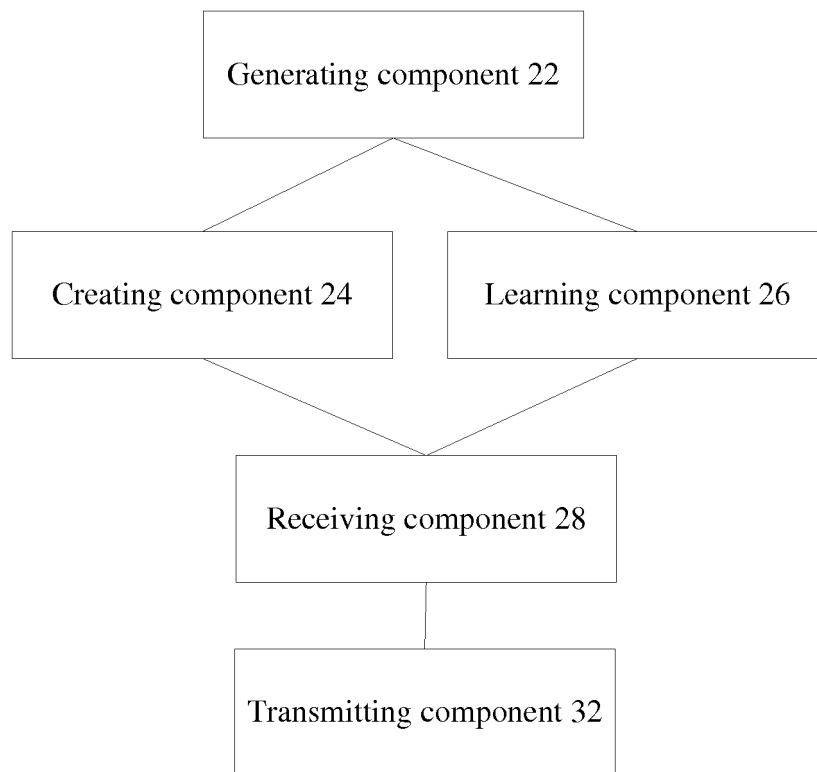 Generating component 22
Creating component 24
Learning component 26
Receiving component 28
Transmitting component 32